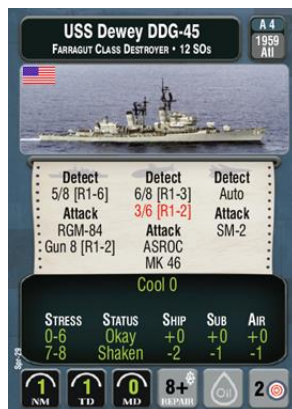 USS Dewey DDG-45
Farragut Class Destroyer • 12 SOs
A 4
1959
Atl
Detect
5/8 [R1-6]
Attack
RGM-84
Gun 8 [R1-2]
Detect
6/8 [R1-3]
3/6 [R1-2]
Attack
ASROC
MK 46
Detect
Auto
Attack
SM-2
Cool 0
Stress Status Ship Sub Air
0-6 Okay +0 +0 +0
7-8 Shaken -2 -1 -1
Spr-29
1
NM
1
TD
0
MD
8+
REPAIR
Oil
2